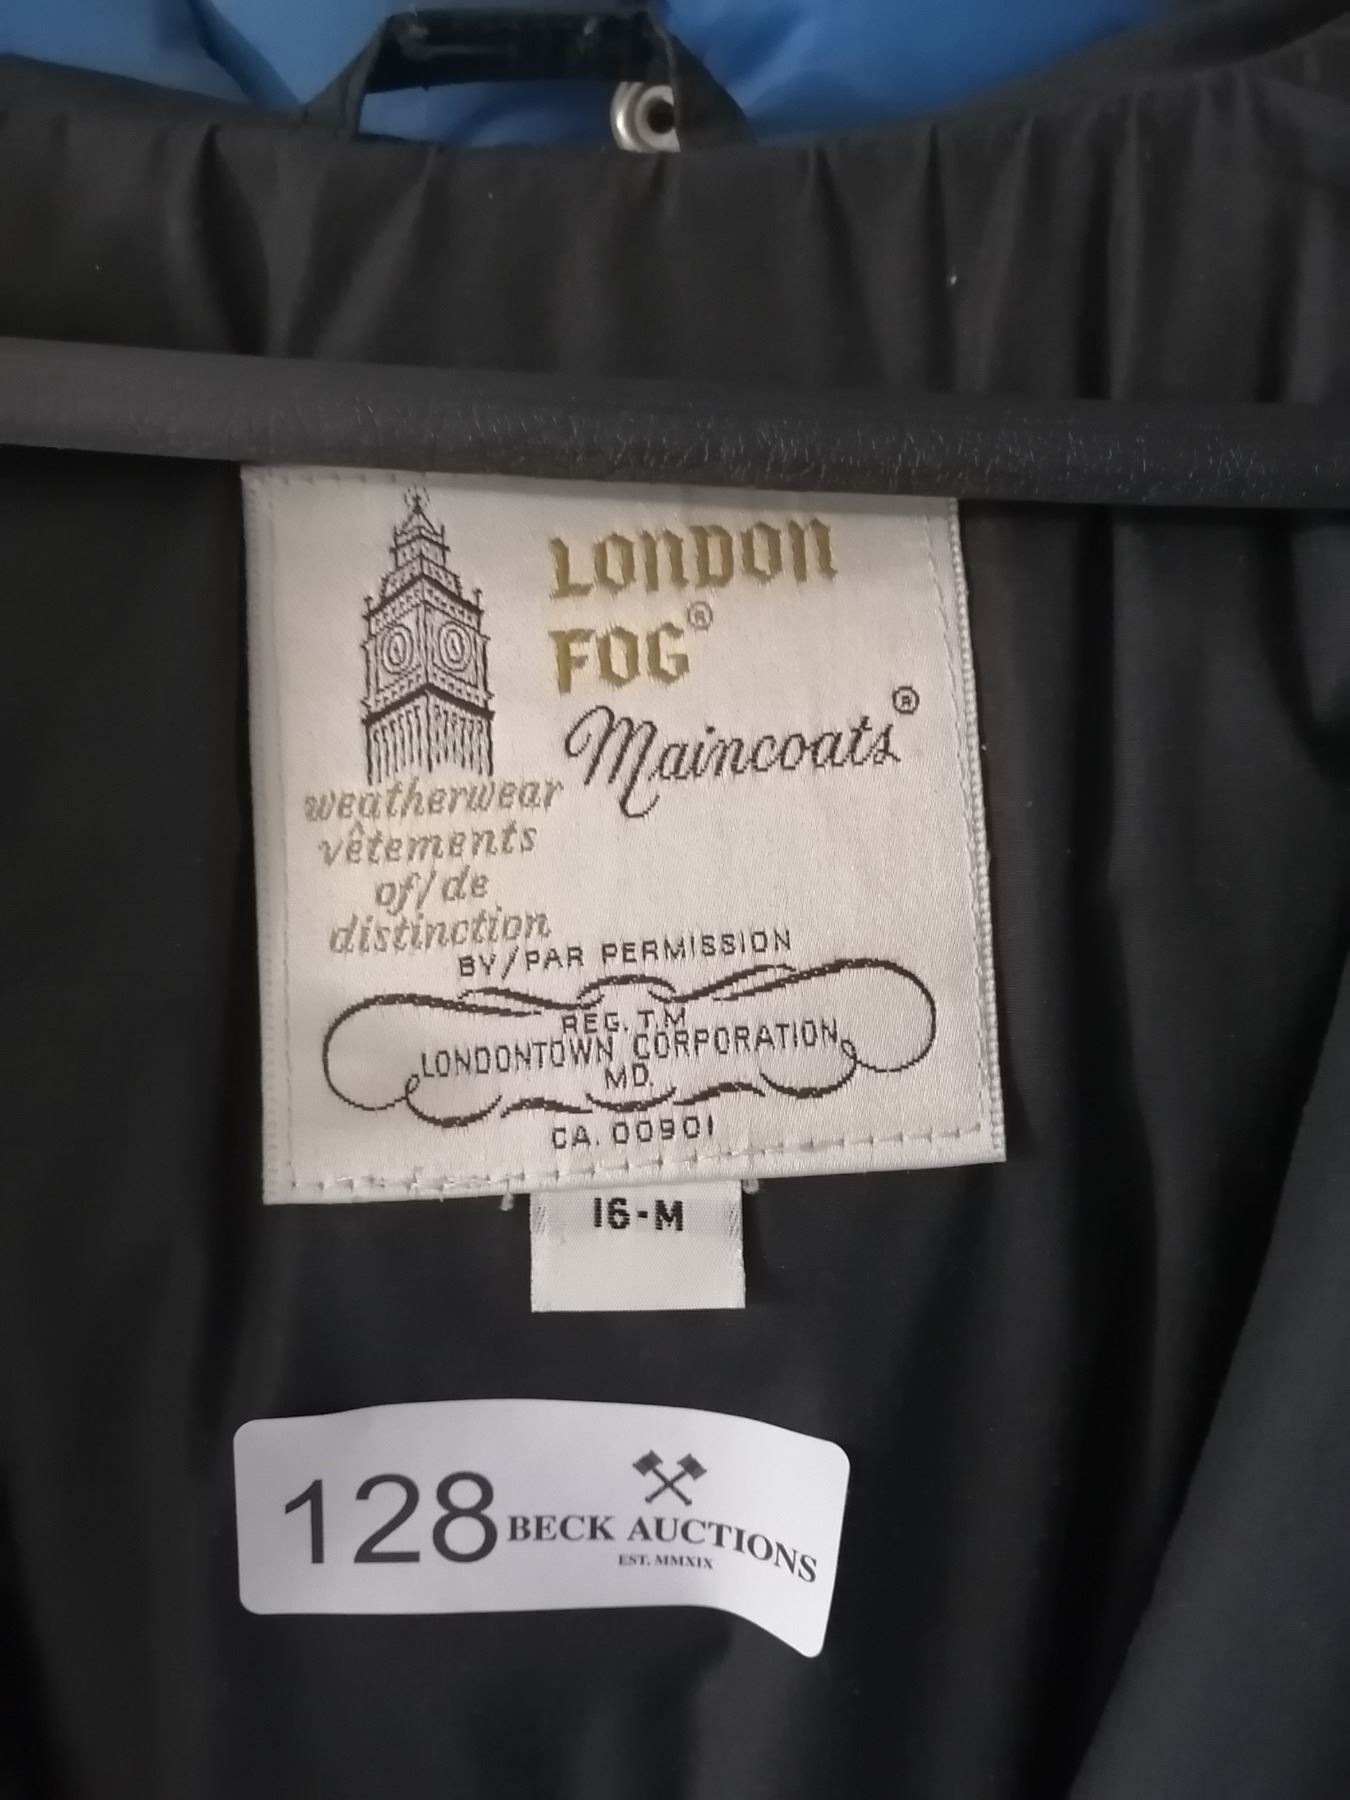 LONDON
FOG®
Maincoats®
weatherwear
vêtements
of/de
distinction
BY/PAR PERMISSION
REG. T.M
LONDONTOWN CORPORATION
MD.
CA. 00901
16-M
128 BECK AUCTIONS
EST. MMXIX